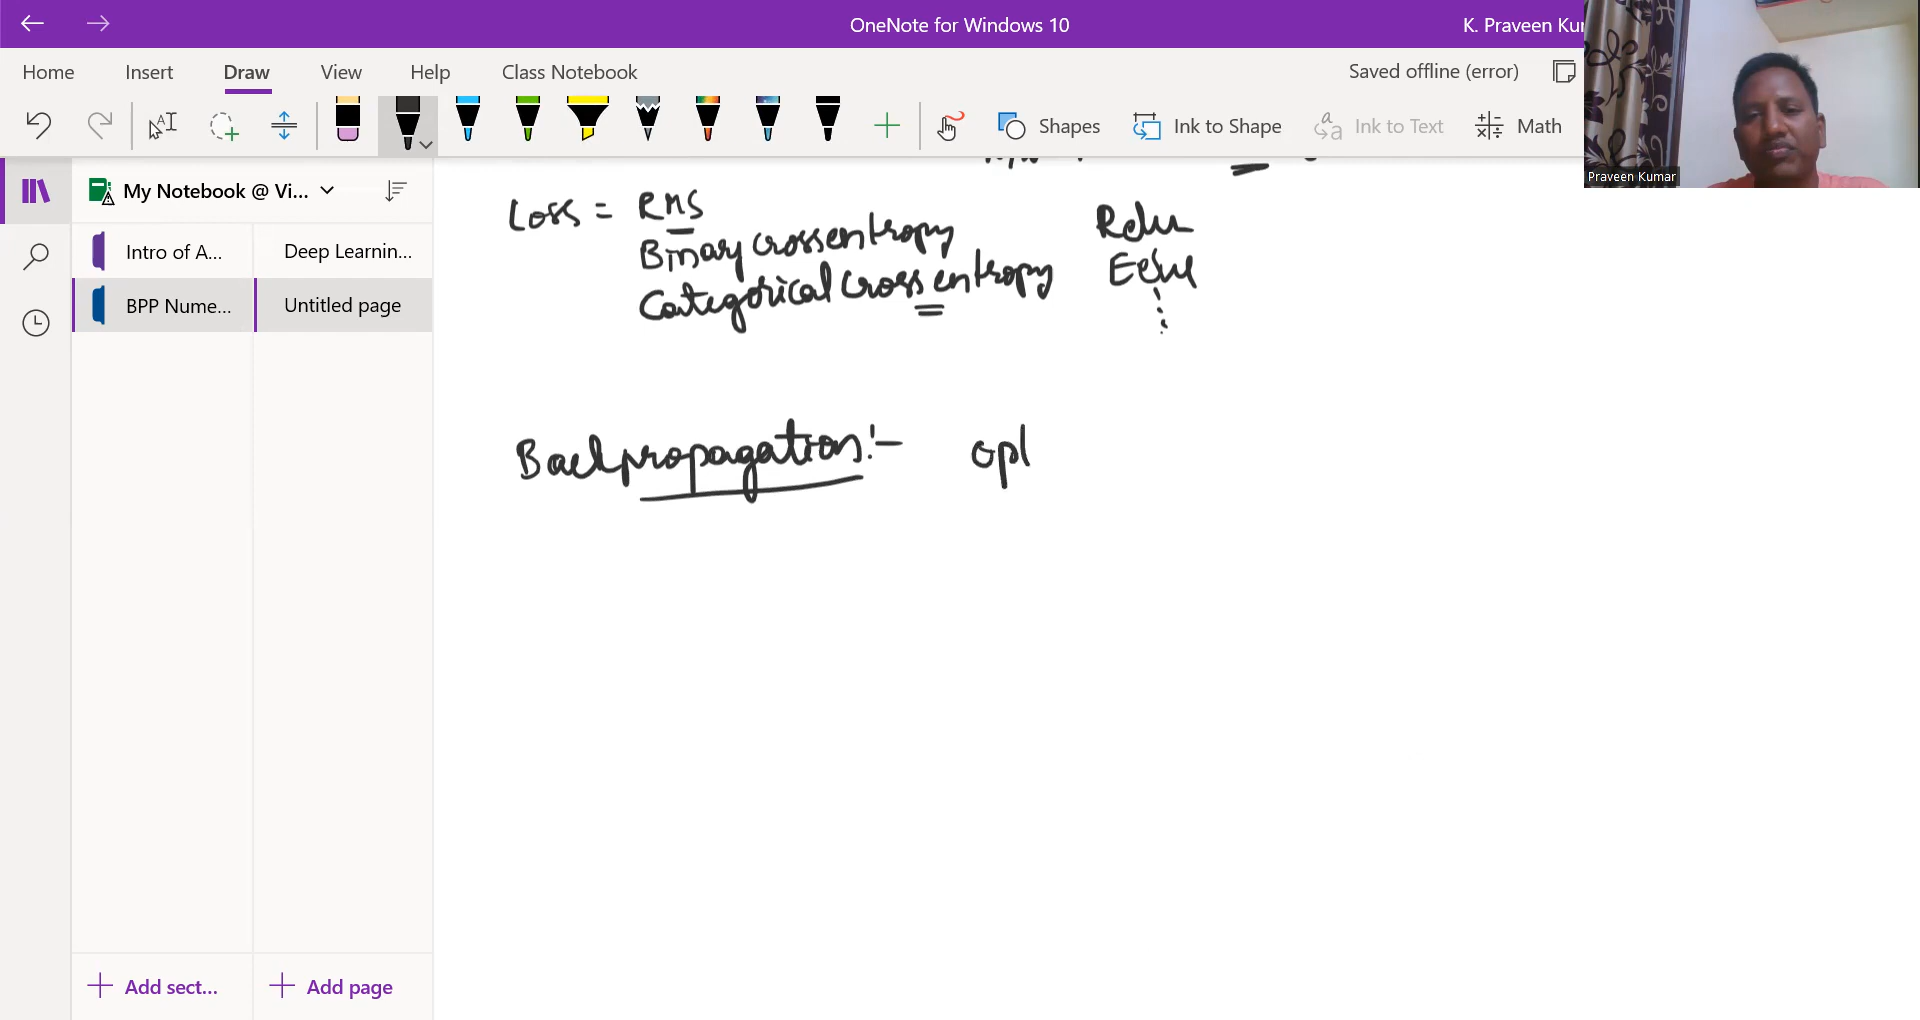 OneNote for Windows 10
K. Praveen Kur
Home Insert Draw View Help Class Notebook
Saved offline (error)
Shapes Ink to Shape Ink to Text Math
Praveen Kumar
My Notebook @ Vi...
Intro of A...
Deep Learnin...
BPP Nume...
Untitled page
Loss = RMS
Binary crossentropy
Categorical cross entropy
Relu
Backpropagation:-
opl
Add sect...
Add page